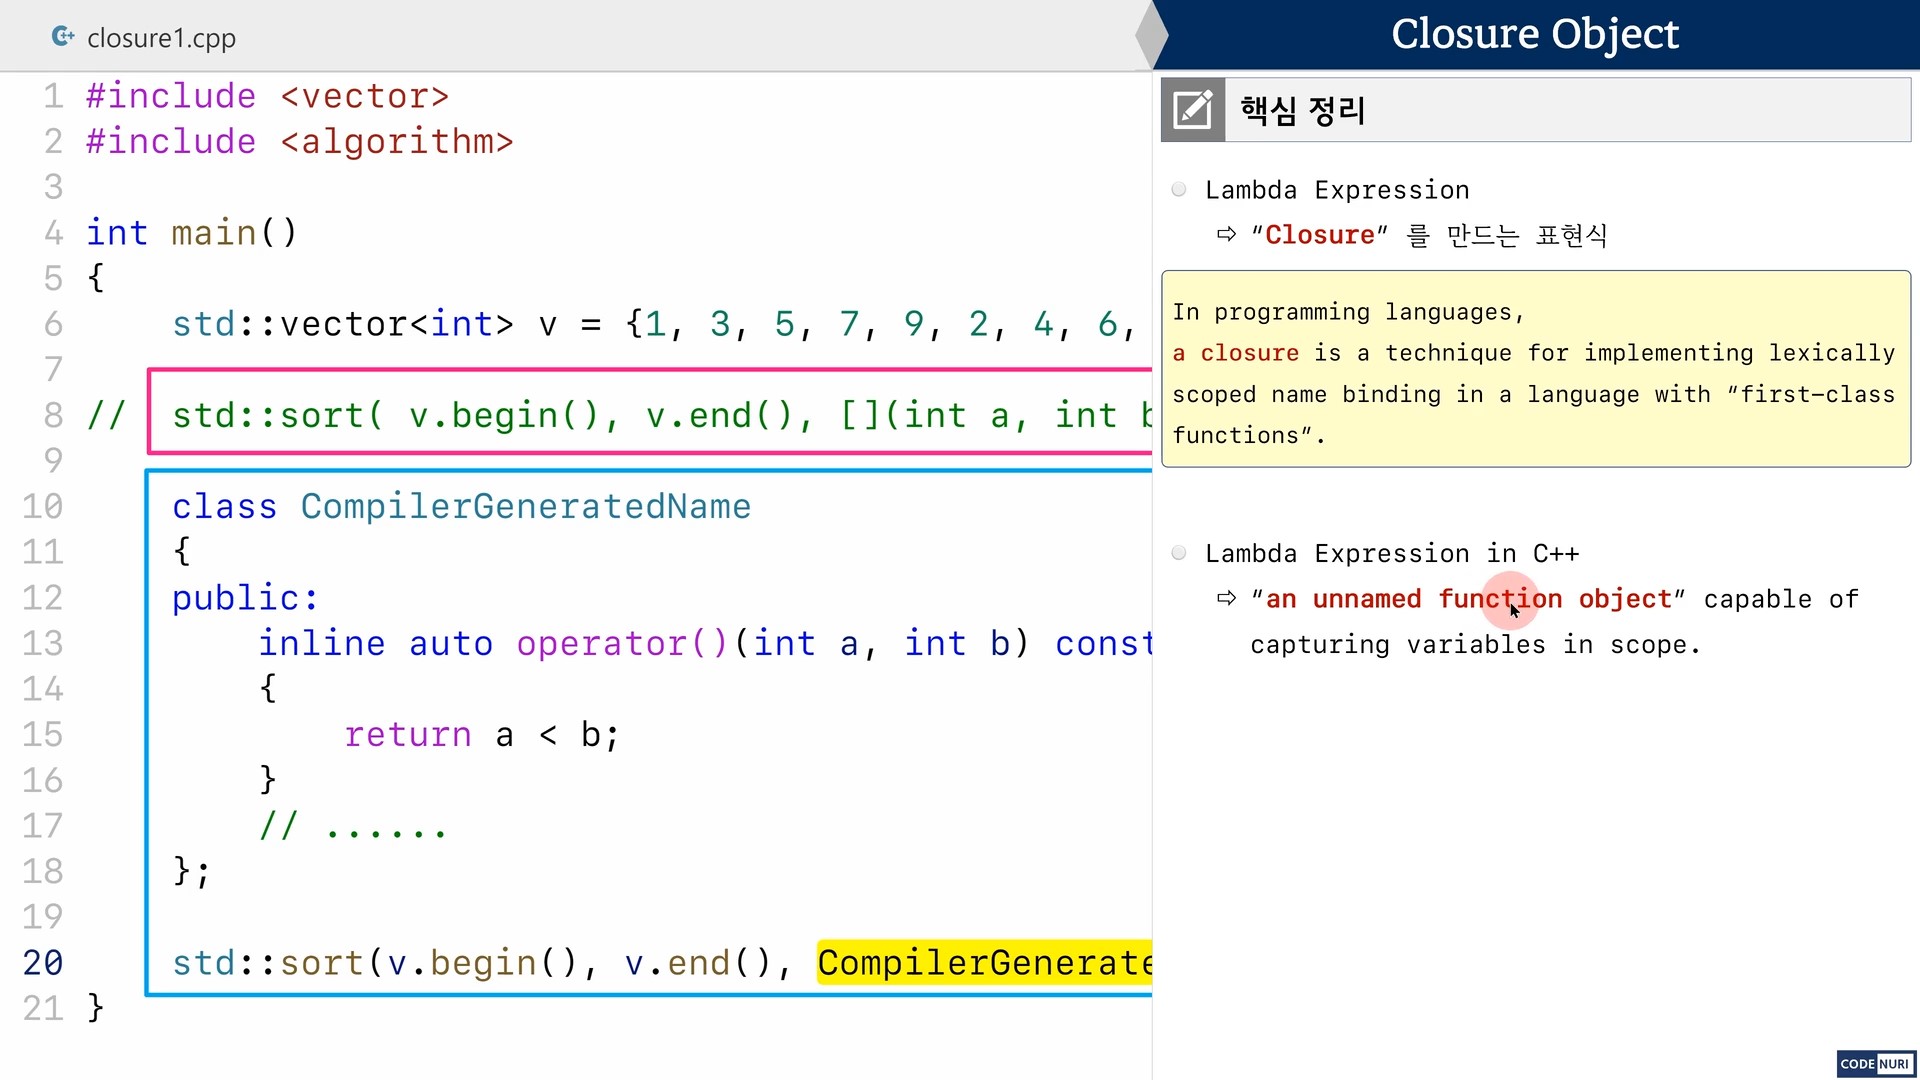 closure1.cpp
1 #include <vector>
2 #include <algorithm>
3
4 int main()
5 {
6 std::vector<int> v = {1, 3, 5, 7, 9, 2, 4, 6,
7
8 // std::sort( v.begin(), v.end(), [](int a, int b
9
10 class CompilerGeneratedName
11 {
12 public:
13 inline auto operator()(int a, int b) const
14 {
15 return a < b;
16 }
17 // ......
18 };
19
20 std::sort(v.begin(), v.end(), CompilerGenerate
21 }
Closure Object
핵심 정리
Lambda Expression
⇨ “Closure” 를 만드는 표현식
In programming languages,
a closure is a technique for implementing lexically
scoped name binding in a language with “first-class
functions”.
Lambda Expression in C++
⇨ “an unnamed function object” capable of
capturing variables in scope.
CODE NURI